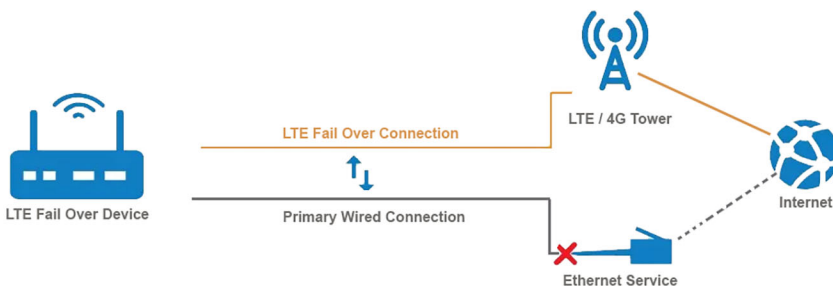 LTE / 4G Tower
LTE Fail Over Connection
Internet
LTE Fail Over Device
Primary Wired Connection
Ethernet Service